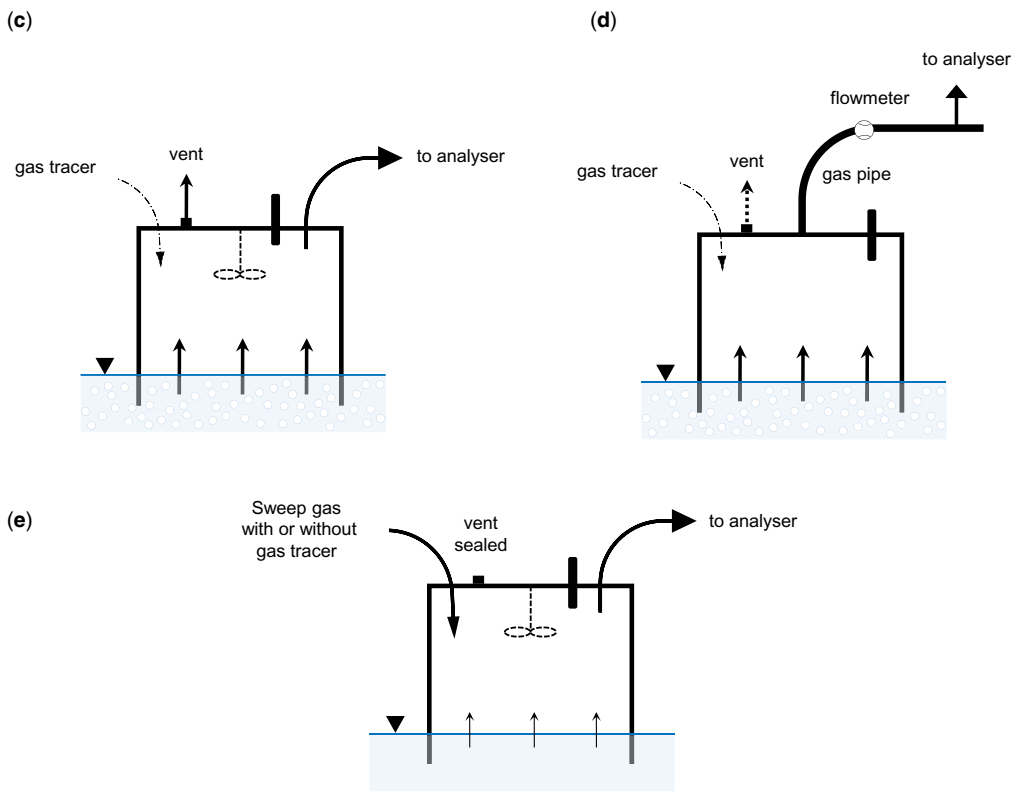 (c)
gas tracer
vent
to analyser
(d)
to analyser
flowmeter
gas tracer
vent
gas pipe
(e)
Sweep gas
with or without
gas tracer
vent
sealed
to analyser